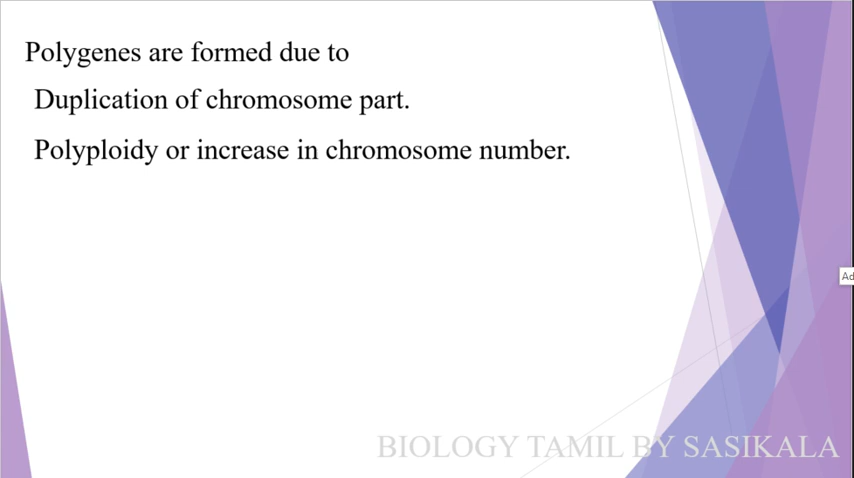 Polygenes are formed due to
Duplication of chromosome part.
Polyploidy or increase in chromosome number.
Ad
BIOLOGY TAMIL BY SASIKALA